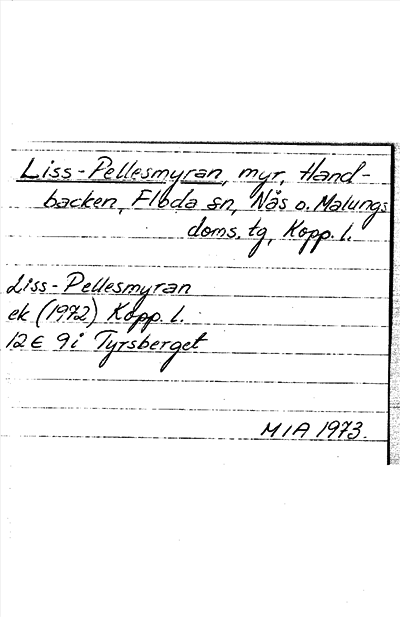 Liss-Pellesmyran, myr, Hand-
backen, Floda sn, Nås o. Malungs
doms. tg, Kopp. l.
Liss-Pellesmyran
ek (1972) Kopp. l.
12E 9i Tyrsberget
MIA 1973.